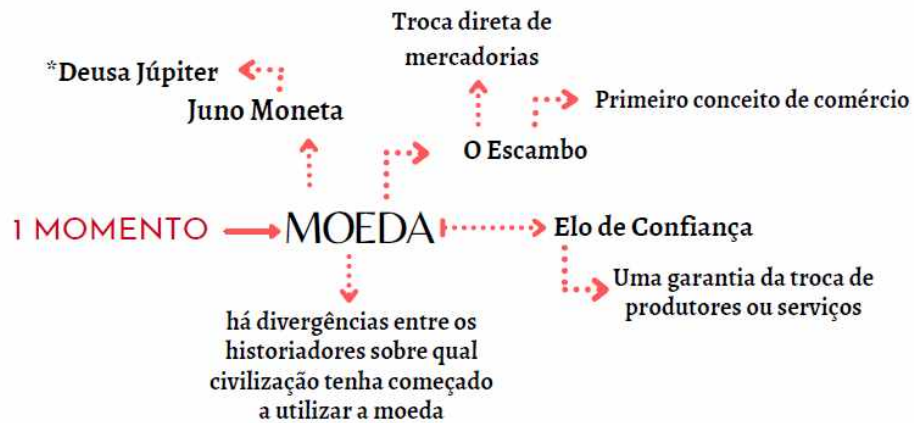 Troca direta de
mercadorias
*Deusa Júpiter
Juno Moneta
Primeiro conceito de comércio
O Escambo
1 MOMENTO
MOEDA
Elo de Confiança
Uma garantia da troca de
produtores ou serviços
há divergências entre os
historiadores sobre qual
civilização tenha começado
a utilizar a moeda